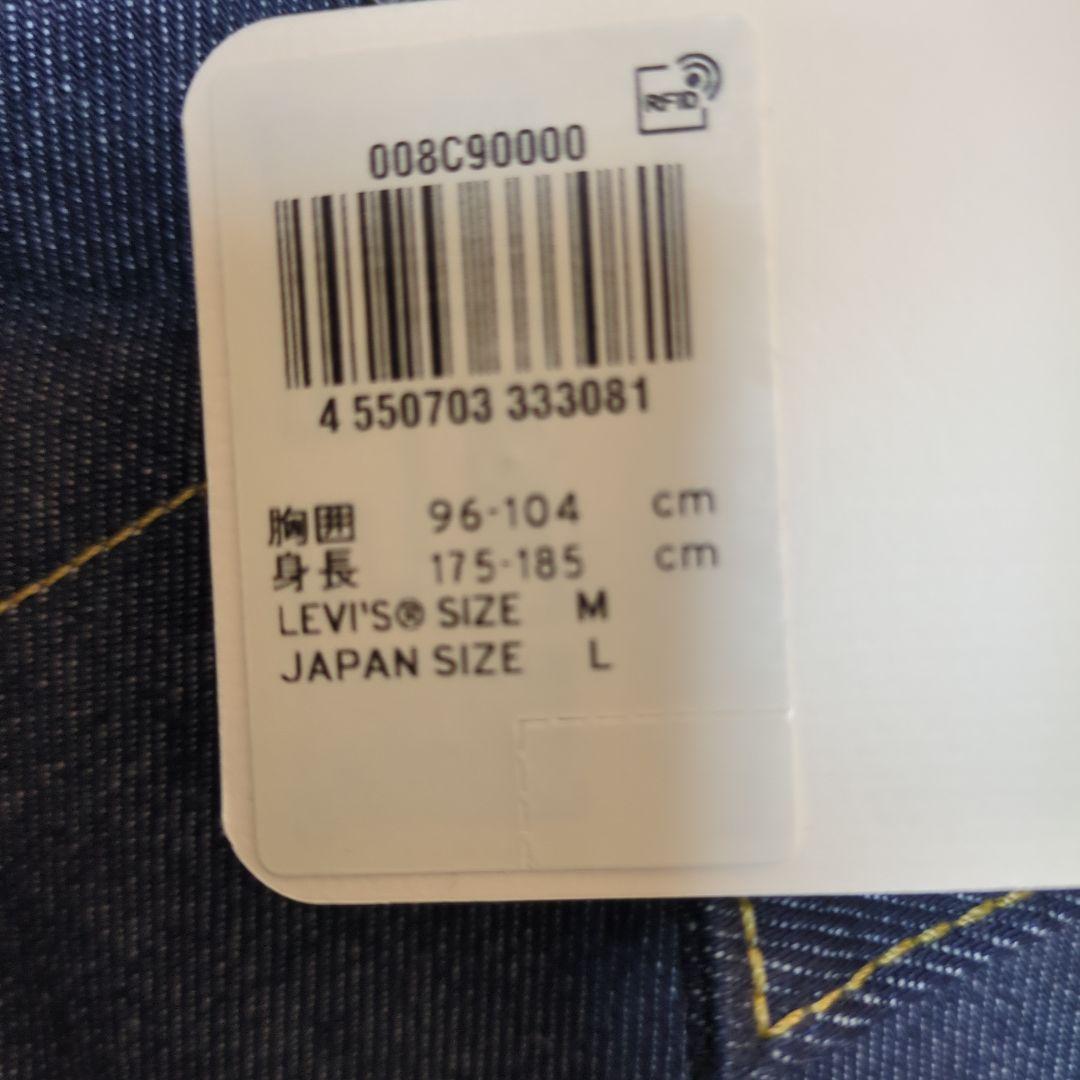 RFID
008C90000
4 550703 333081
胸囲 96-104 cm
身長 175-185 cm
LEVI'S® SIZE M
JAPAN SIZE L